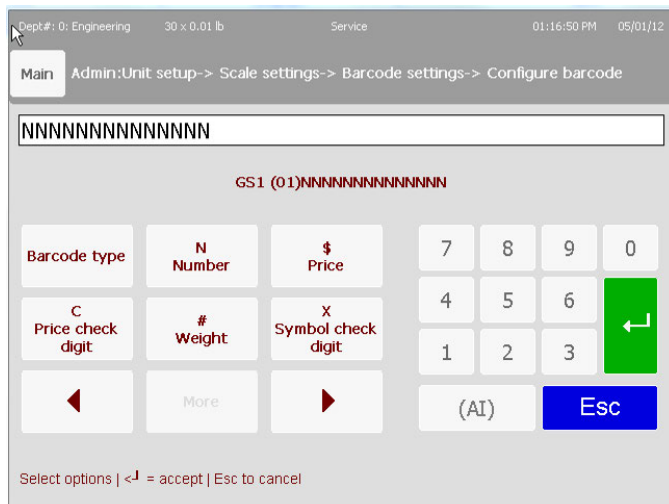 Dept#: 0: Engineering 30 x 0.01 lb Service 01:16:50 PM 05/01/12
Main Admin:Unit setup-> Scale settings-> Barcode settings-> Configure barcode
NNNNNNNNNNNNNN
GS1 (01)NNNNNNNNNNNNNN
Barcode type
N
Number
$
Price
7 8 9 0
C
Price check
digit
#
Weight
X
Symbol check
digit
4 5 6
1 2 3
More
(AI) Esc
Select options | <┘ = accept | Esc to cancel